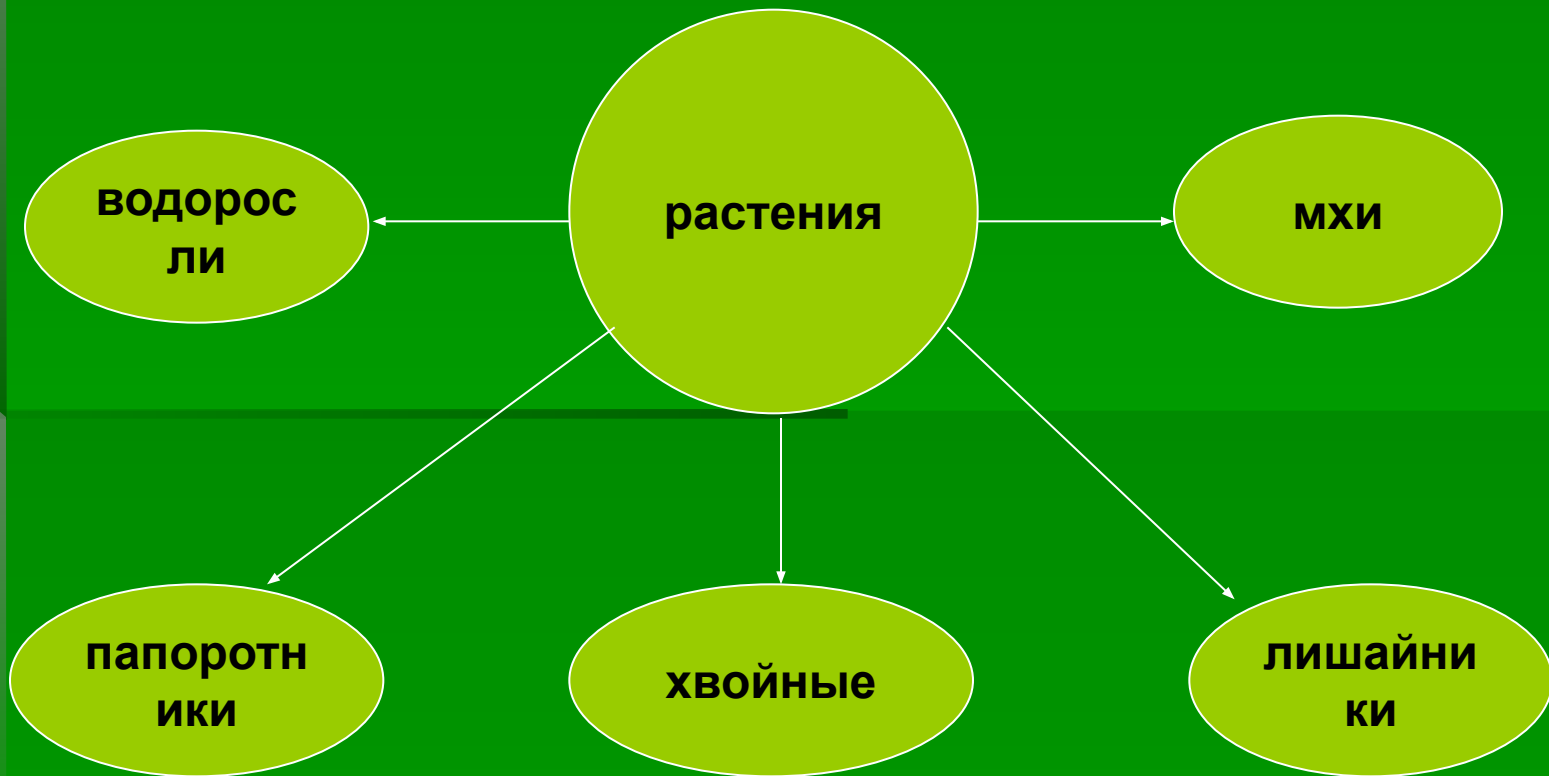 растения
водорос
ли
мхи
папоротн
ики
хвойные
лишайни
ки